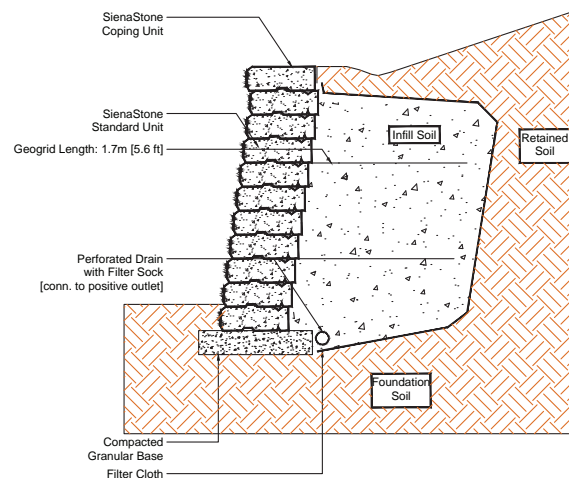 SienaStone
Coping Unit
SienaStone
Standard Unit
Geogrid Length: 1.7m [5.6 ft]
Infill Soil
Retained
Soil
Perforated Drain
with Filter Sock
[conn. to positive outlet]
Foundation
Soil
Compacted
Granular Base
Filter Cloth